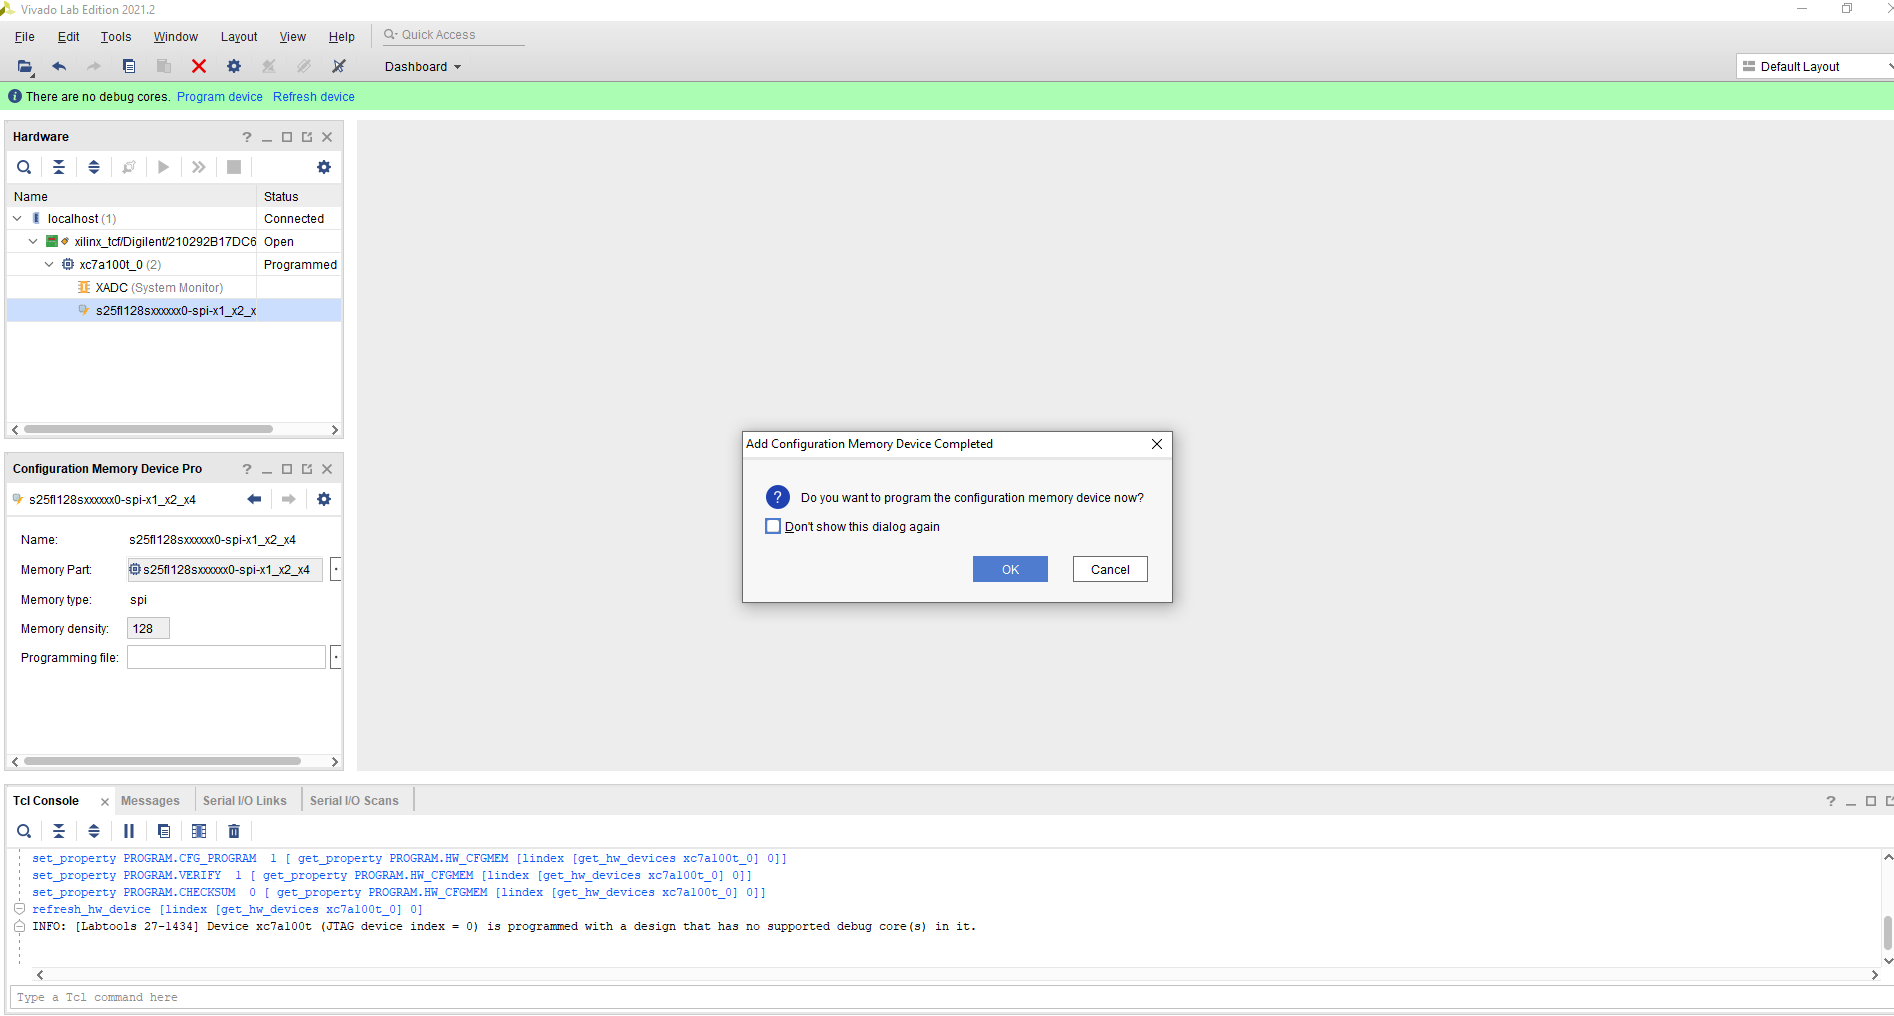 Vivado Lab Edition 2021.2
File Edit Tools Window Layout View Help Quick Access
Dashboard Default Layout
There are no debug cores. Program device Refresh device
Hardware
Name Status
localhost (1) Connected
xilinx_tcf/Digilent/210292B17DC6 Open
xc7a100t_0 (2) Programmed
XADC (System Monitor)
s25fl128sxxxxxx0-spi-x1_x2_x
Configuration Memory Device Pro
s25fl128sxxxxxx0-spi-x1_x2_x4
Name: s25fl128sxxxxxx0-spi-x1_x2_x4
Memory Part: s25fl128sxxxxxx0-spi-x1_x2_x4
Memory type: spi
Memory density: 128
Programming file:
Add Configuration Memory Device Completed
Do you want to program the configuration memory device now?
Don't show this dialog again
OK Cancel
Tcl Console Messages Serial I/O Links Serial I/O Scans
set_property PROGRAM.CFG_PROGRAM 1 [ get_property PROGRAM.HW_CFGMEM [lindex [get_hw_devices xc7a100t_0] 0]]
set_property PROGRAM.VERIFY 1 [ get_property PROGRAM.HW_CFGMEM [lindex [get_hw_devices xc7a100t_0] 0]]
set_property PROGRAM.CHECKSUM 0 [ get_property PROGRAM.HW_CFGMEM [lindex [get_hw_devices xc7a100t_0] 0]]
refresh_hw_device [lindex [get_hw_devices xc7a100t_0] 0]
INFO: [Labtools 27-1434] Device xc7a100t (JTAG device index = 0) is programmed with a design that has no supported debug core(s) in it.
Type a Tcl command here